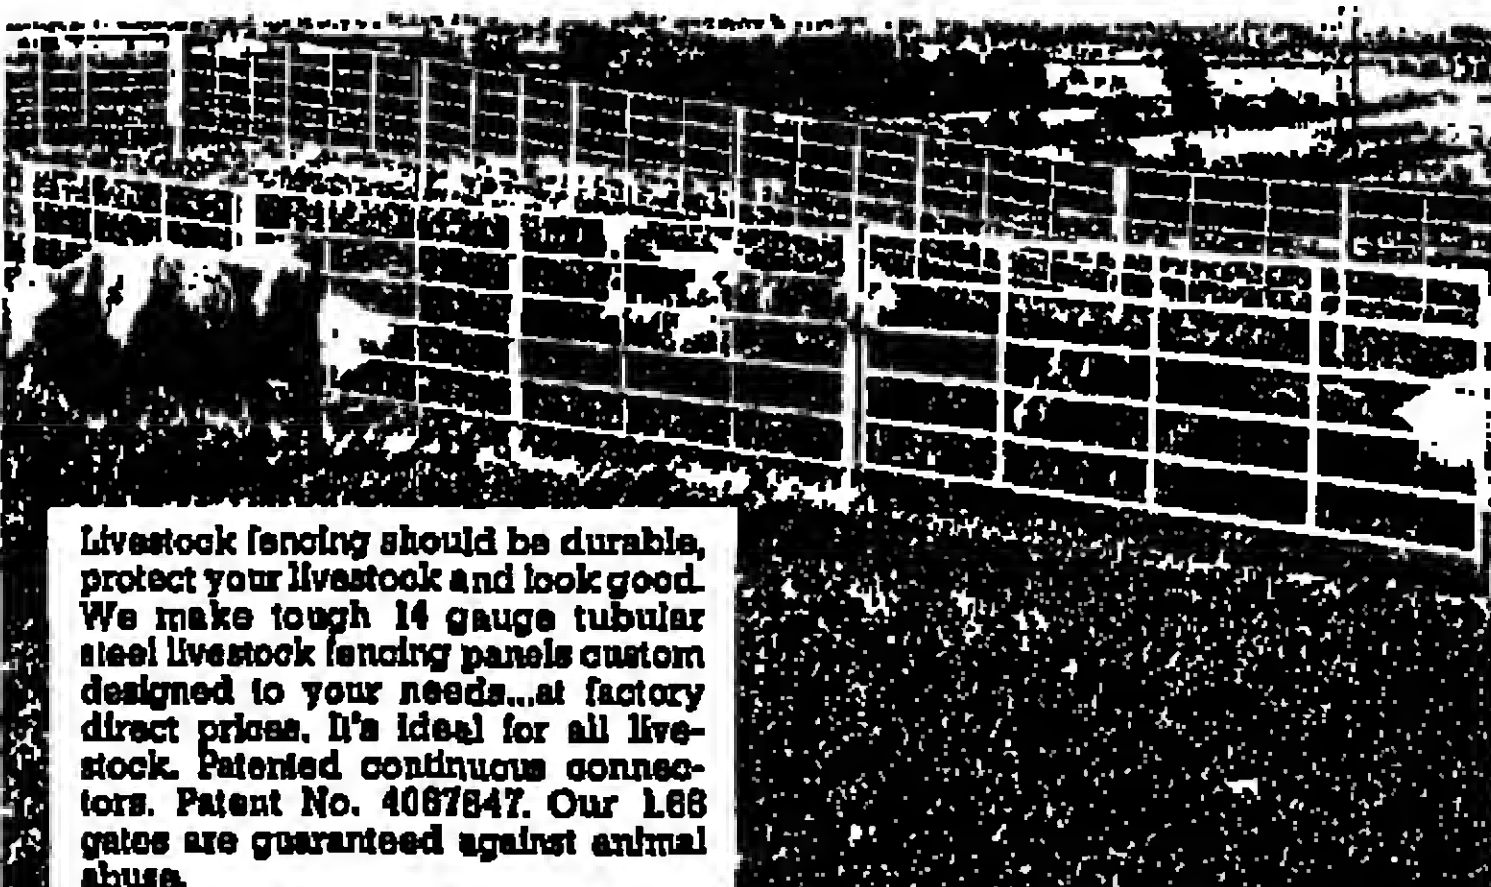 Livestock fencing should be durable,
protect your livestock and look good.
We make tough 14 gauge tubular
steel livestock fencing panels custom
designed to your needs...at factory
direct prices. It's ideal for all live-
stock. Patented continuous connec-
tors. Patent No. Our
gates are guaranteed against animal
abuse.